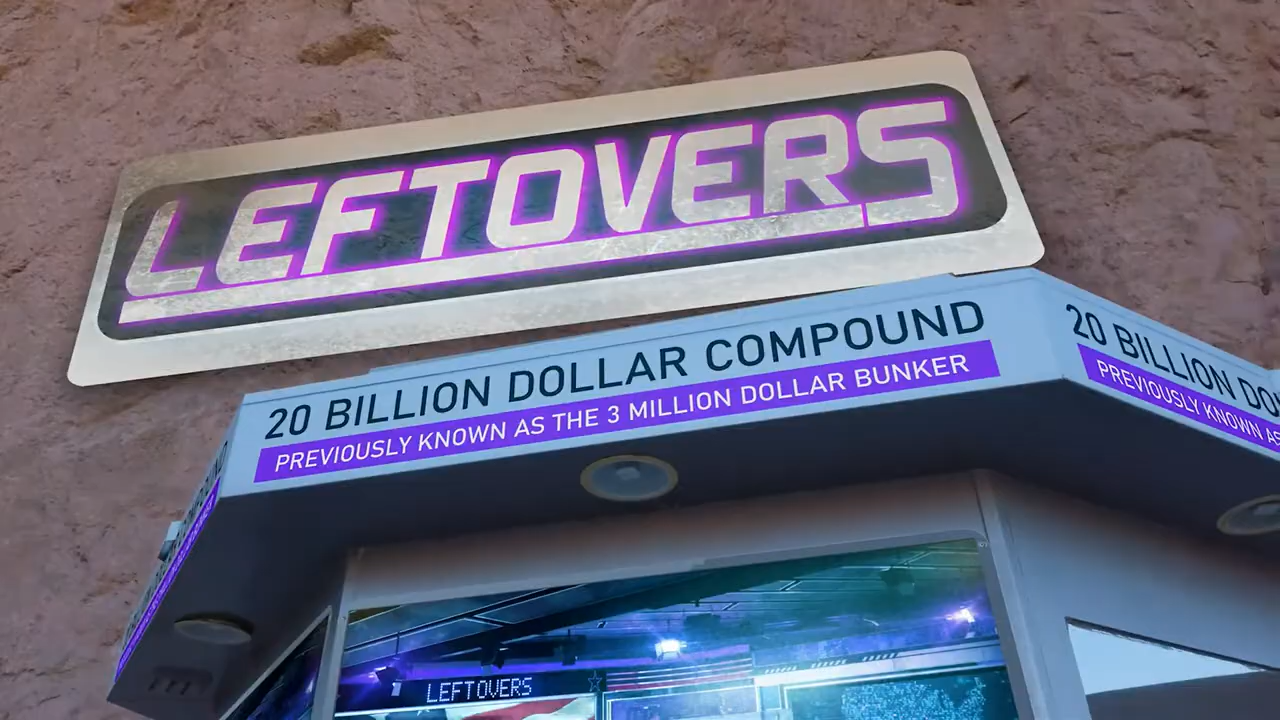 LEFTOVERS
20 BILLION DOLLAR COMPOUND
PREVIOUSLY KNOWN AS THE 3 MILLION DOLLAR BUNKER
20 BILLION DO
PREVIOUSLY KNOWN AS
LEFTOVERS